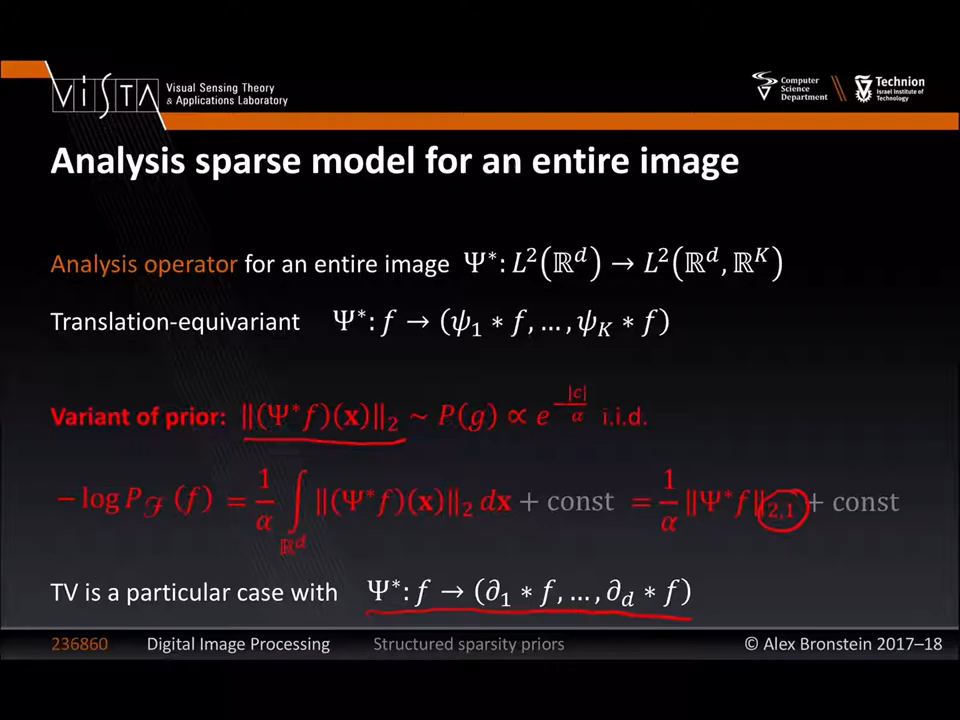 ViSTA Visual Sensing Theory & Applications Laboratory
Computer Science Department
Technion Israel Institute of Technology
Analysis sparse model for an entire image
Analysis operator for an entire image Ψ*: L²(ℝᵈ) → L²(ℝᵈ, ℝᴷ)
Translation-equivariant Ψ*: f → (ψ₁ * f, … , ψ_K * f)
Variant of prior: ‖(Ψ*f)(x)‖₂ ~ P(g) ∝ e^{−|c|/α} i.i.d.
− log P_ℱ (f) = 1/α ∫_{ℝᵈ} ‖(Ψ*f)(x)‖₂ dx + const = 1/α ‖Ψ*f‖_{2,1} + const
TV is a particular case with Ψ*: f → (∂₁ * f, … , ∂_d * f)
236860 Digital Image Processing Structured sparsity priors © Alex Bronstein 2017–18